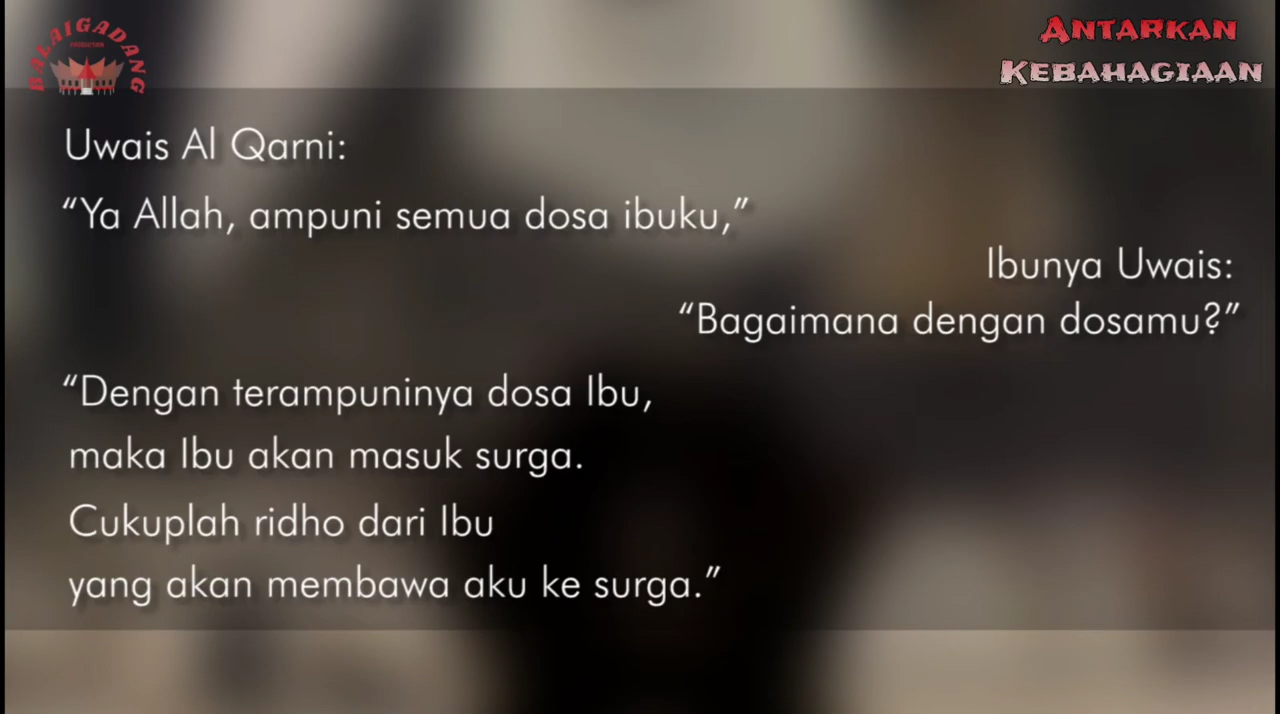 BALAIGADANG
ANTARKAN
KEBAHAGIAAN
Uwais Al Qarni:
“Ya Allah, ampuni semua dosa ibuku,”
Ibunya Uwais:
“Bagaimana dengan dosamu?”
“Dengan terampuninya dosa Ibu,
maka Ibu akan masuk surga.
Cukuplah ridho dari Ibu
yang akan membawa aku ke surga.”